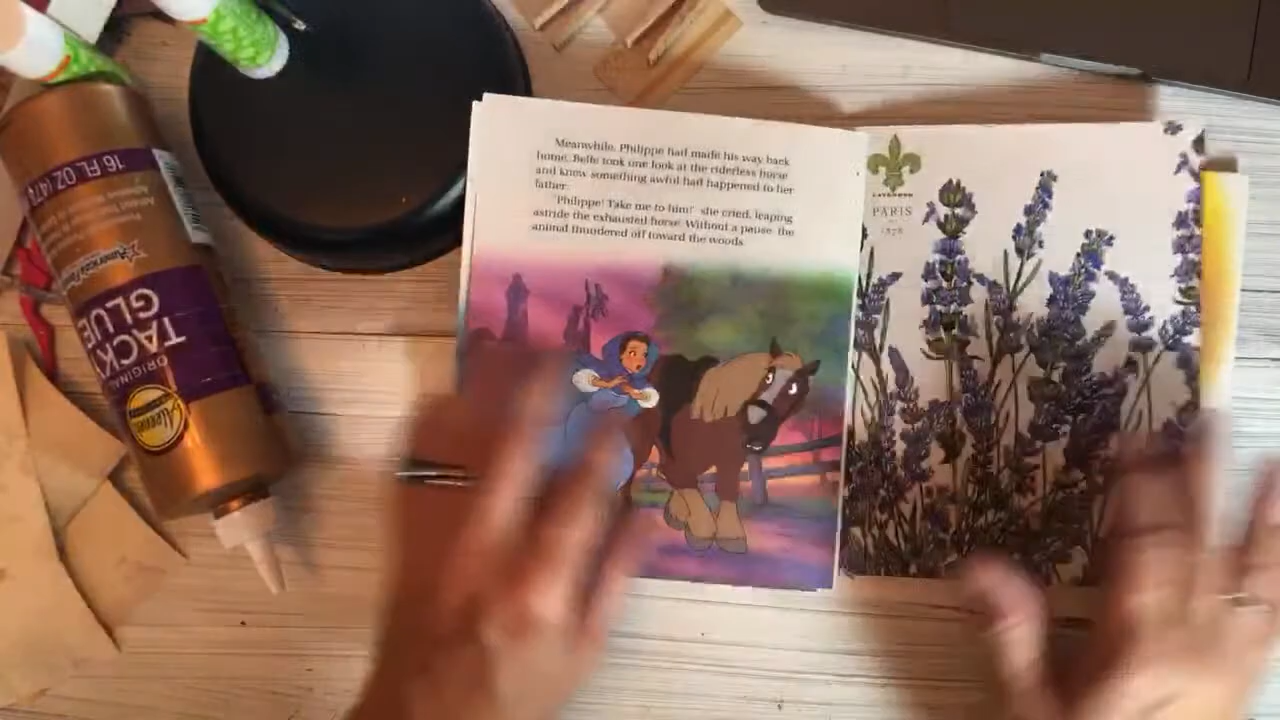 Meanwhile, Philippe had made his way back
home. Belle took one look at the riderless horse
and knew something awful had happened to her
father.
"Philippe! Take me to him!" she cried, leaping
astride the exhausted horse. Without a pause the
animal thundered off toward the woods.
PARIS
1878
16 FL OZ (47
ORIGINAL
TACKY
GLUE
Aleene's